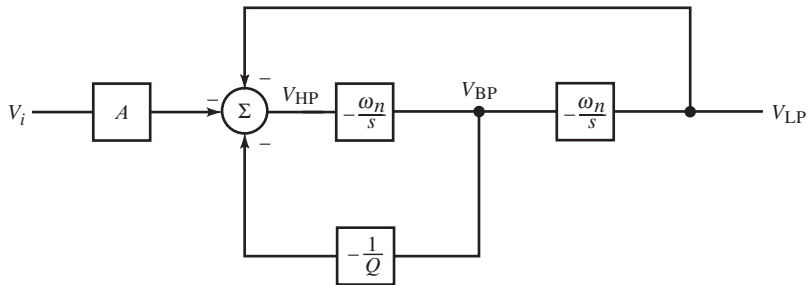 V_i
A
−
−
Σ
−
V_HP
−ω_n/s
V_BP
−ω_n/s
V_LP
−1/Q